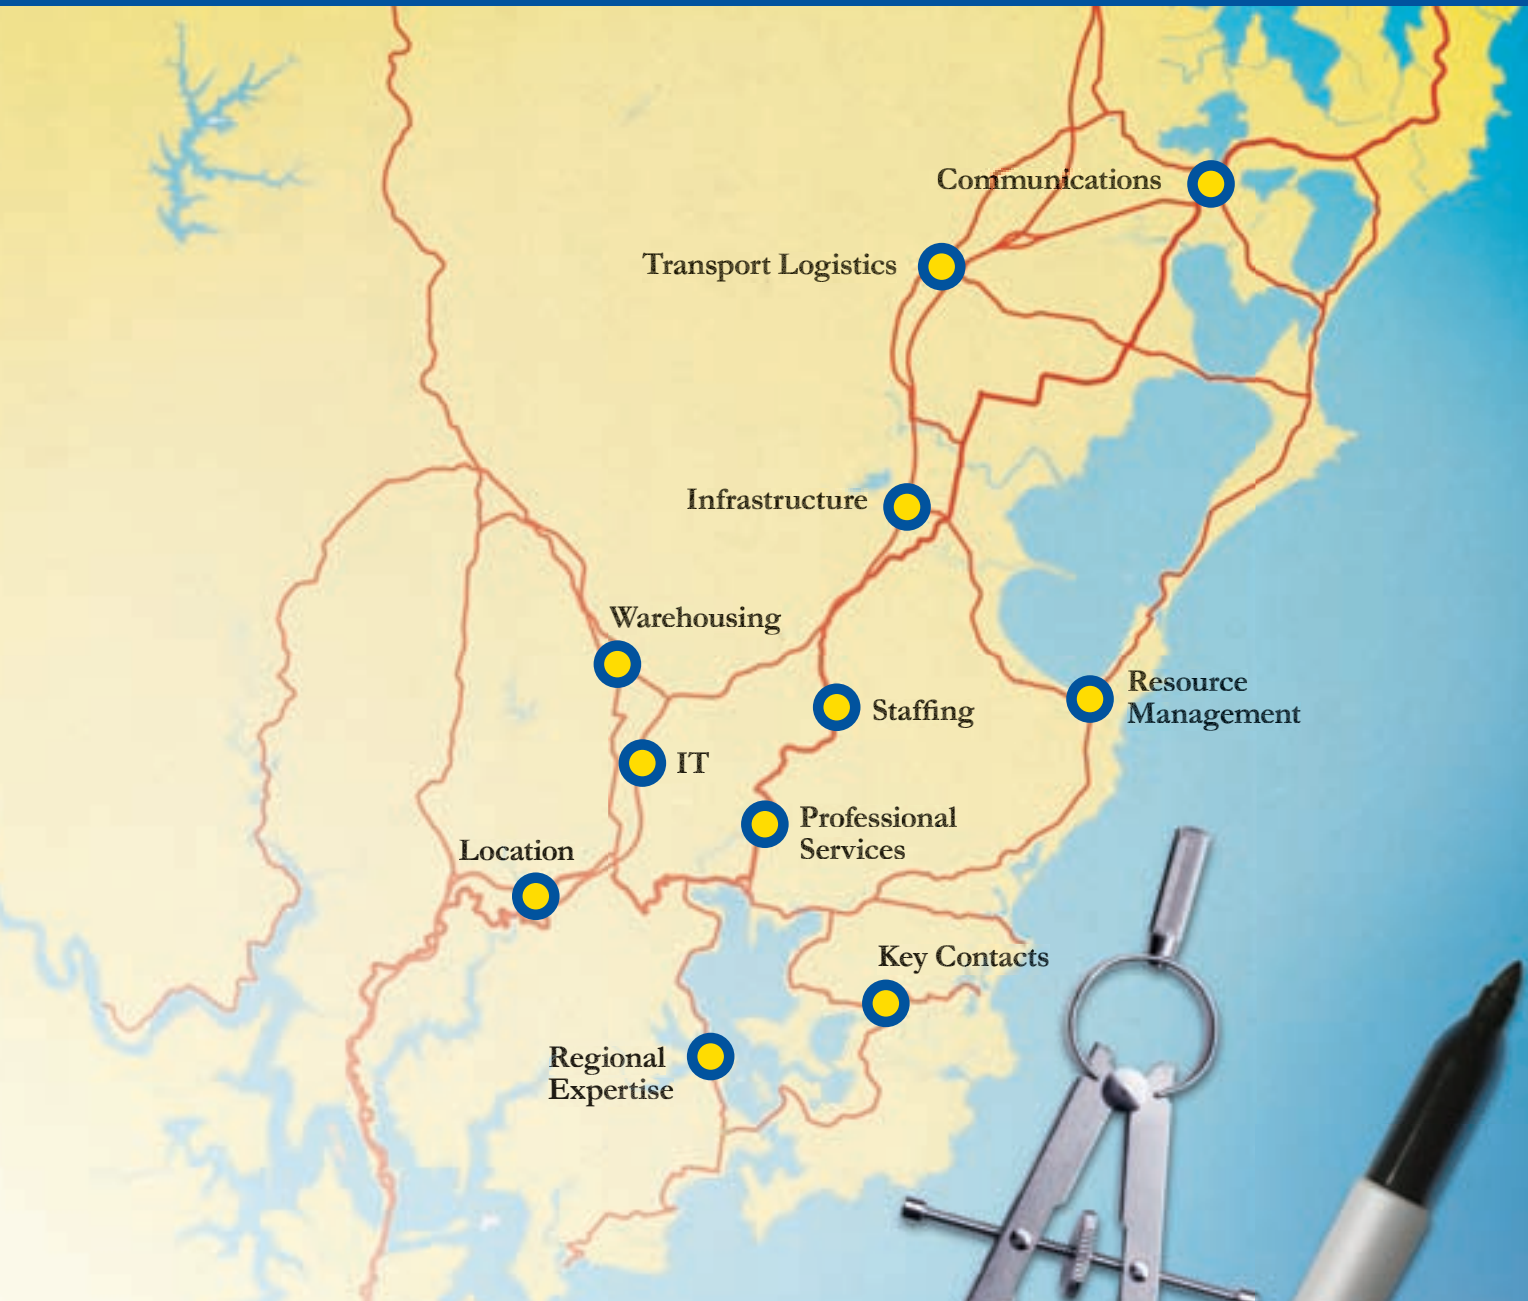 Communications
Transport Logistics
Infrastructure
Warehousing
Resource
Management
Staffing
IT
Professional
Services
Location
Key Contacts
Regional
Expertise